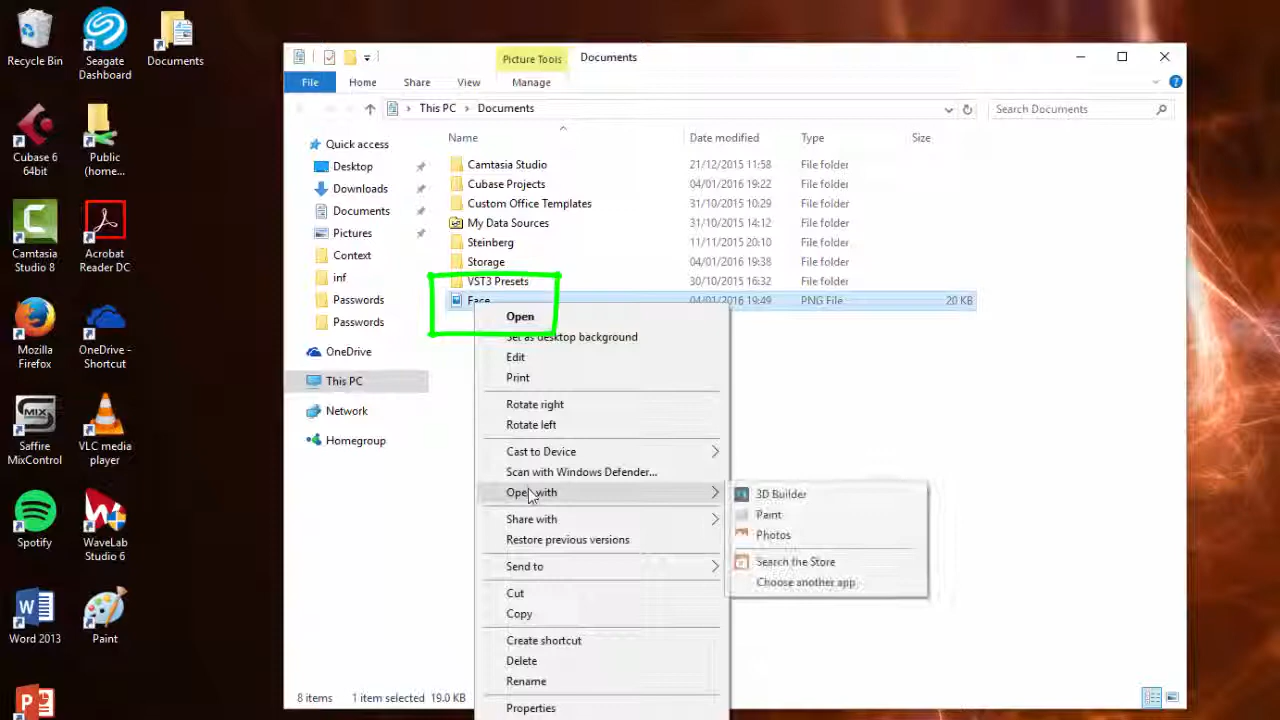 Recycle Bin
Seagate
Dashboard
Documents
Cubase 6
64bit
Public
(home...
Camtasia
Studio 8
Acrobat
Reader DC
Mozilla
Firefox
OneDrive -
Shortcut
Saffire
MixControl
VLC media
player
Spotify
WaveLab
Studio 6
Word 2013
Paint
Picture Tools
Documents
File
Home
Share
View
Manage
This PC
Documents
Search Documents
Quick access
Desktop
Downloads
Documents
Pictures
Context
inf
Passwords
Passwords
OneDrive
This PC
Network
Homegroup
Name
Date modified
Type
Size
Camtasia Studio 21/12/2015 11:58 File folder
Cubase Projects 04/01/2016 19:22 File folder
Custom Office Templates 31/10/2015 10:29 File folder
My Data Sources 31/10/2015 14:12 File folder
Steinberg 11/11/2015 20:10 File folder
Storage 04/01/2016 19:38 File folder
VST3 Presets 30/10/2015 16:32 File folder
Face 04/01/2016 19:49 PNG File 20 KB
Open
Set as desktop background
Edit
Print
Rotate right
Rotate left
Cast to Device
Scan with Windows Defender...
Open with
Share with
Restore previous versions
Send to
Cut
Copy
Create shortcut
Delete
Rename
Properties
3D Builder
Paint
Photos
Search the Store
Choose another app
8 items 1 item selected 19.0 KB